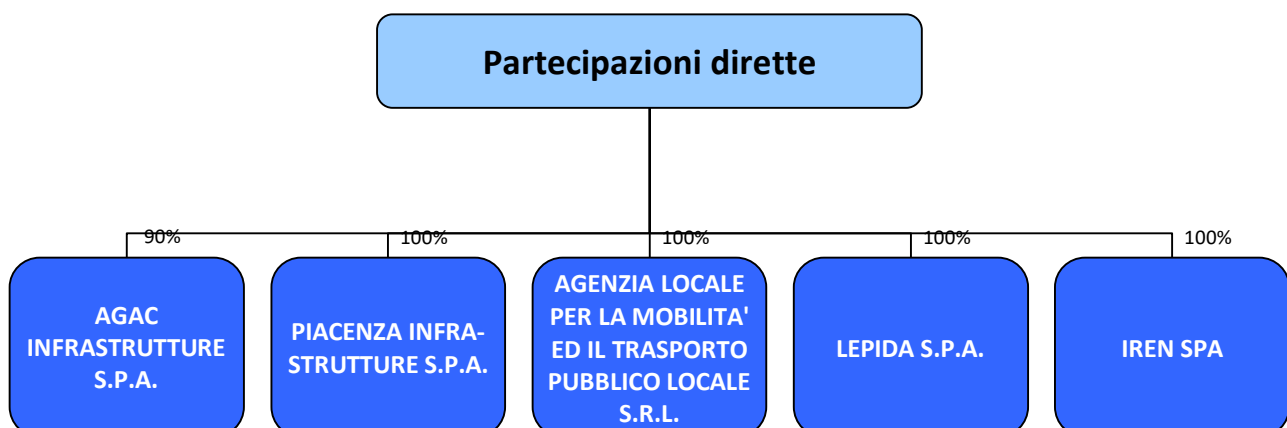 Partecipazioni dirette
90%
100%
100%
100%
100%
AGAC
INFRASTRUTTURE
S.P.A.
PIACENZA INFRA-
STRUTTURE S.P.A.
AGENZIA LOCALE
PER LA MOBILITA'
ED IL TRASPORTO
PUBBLICO LOCALE
S.R.L.
LEPIDA S.P.A.
IREN SPA